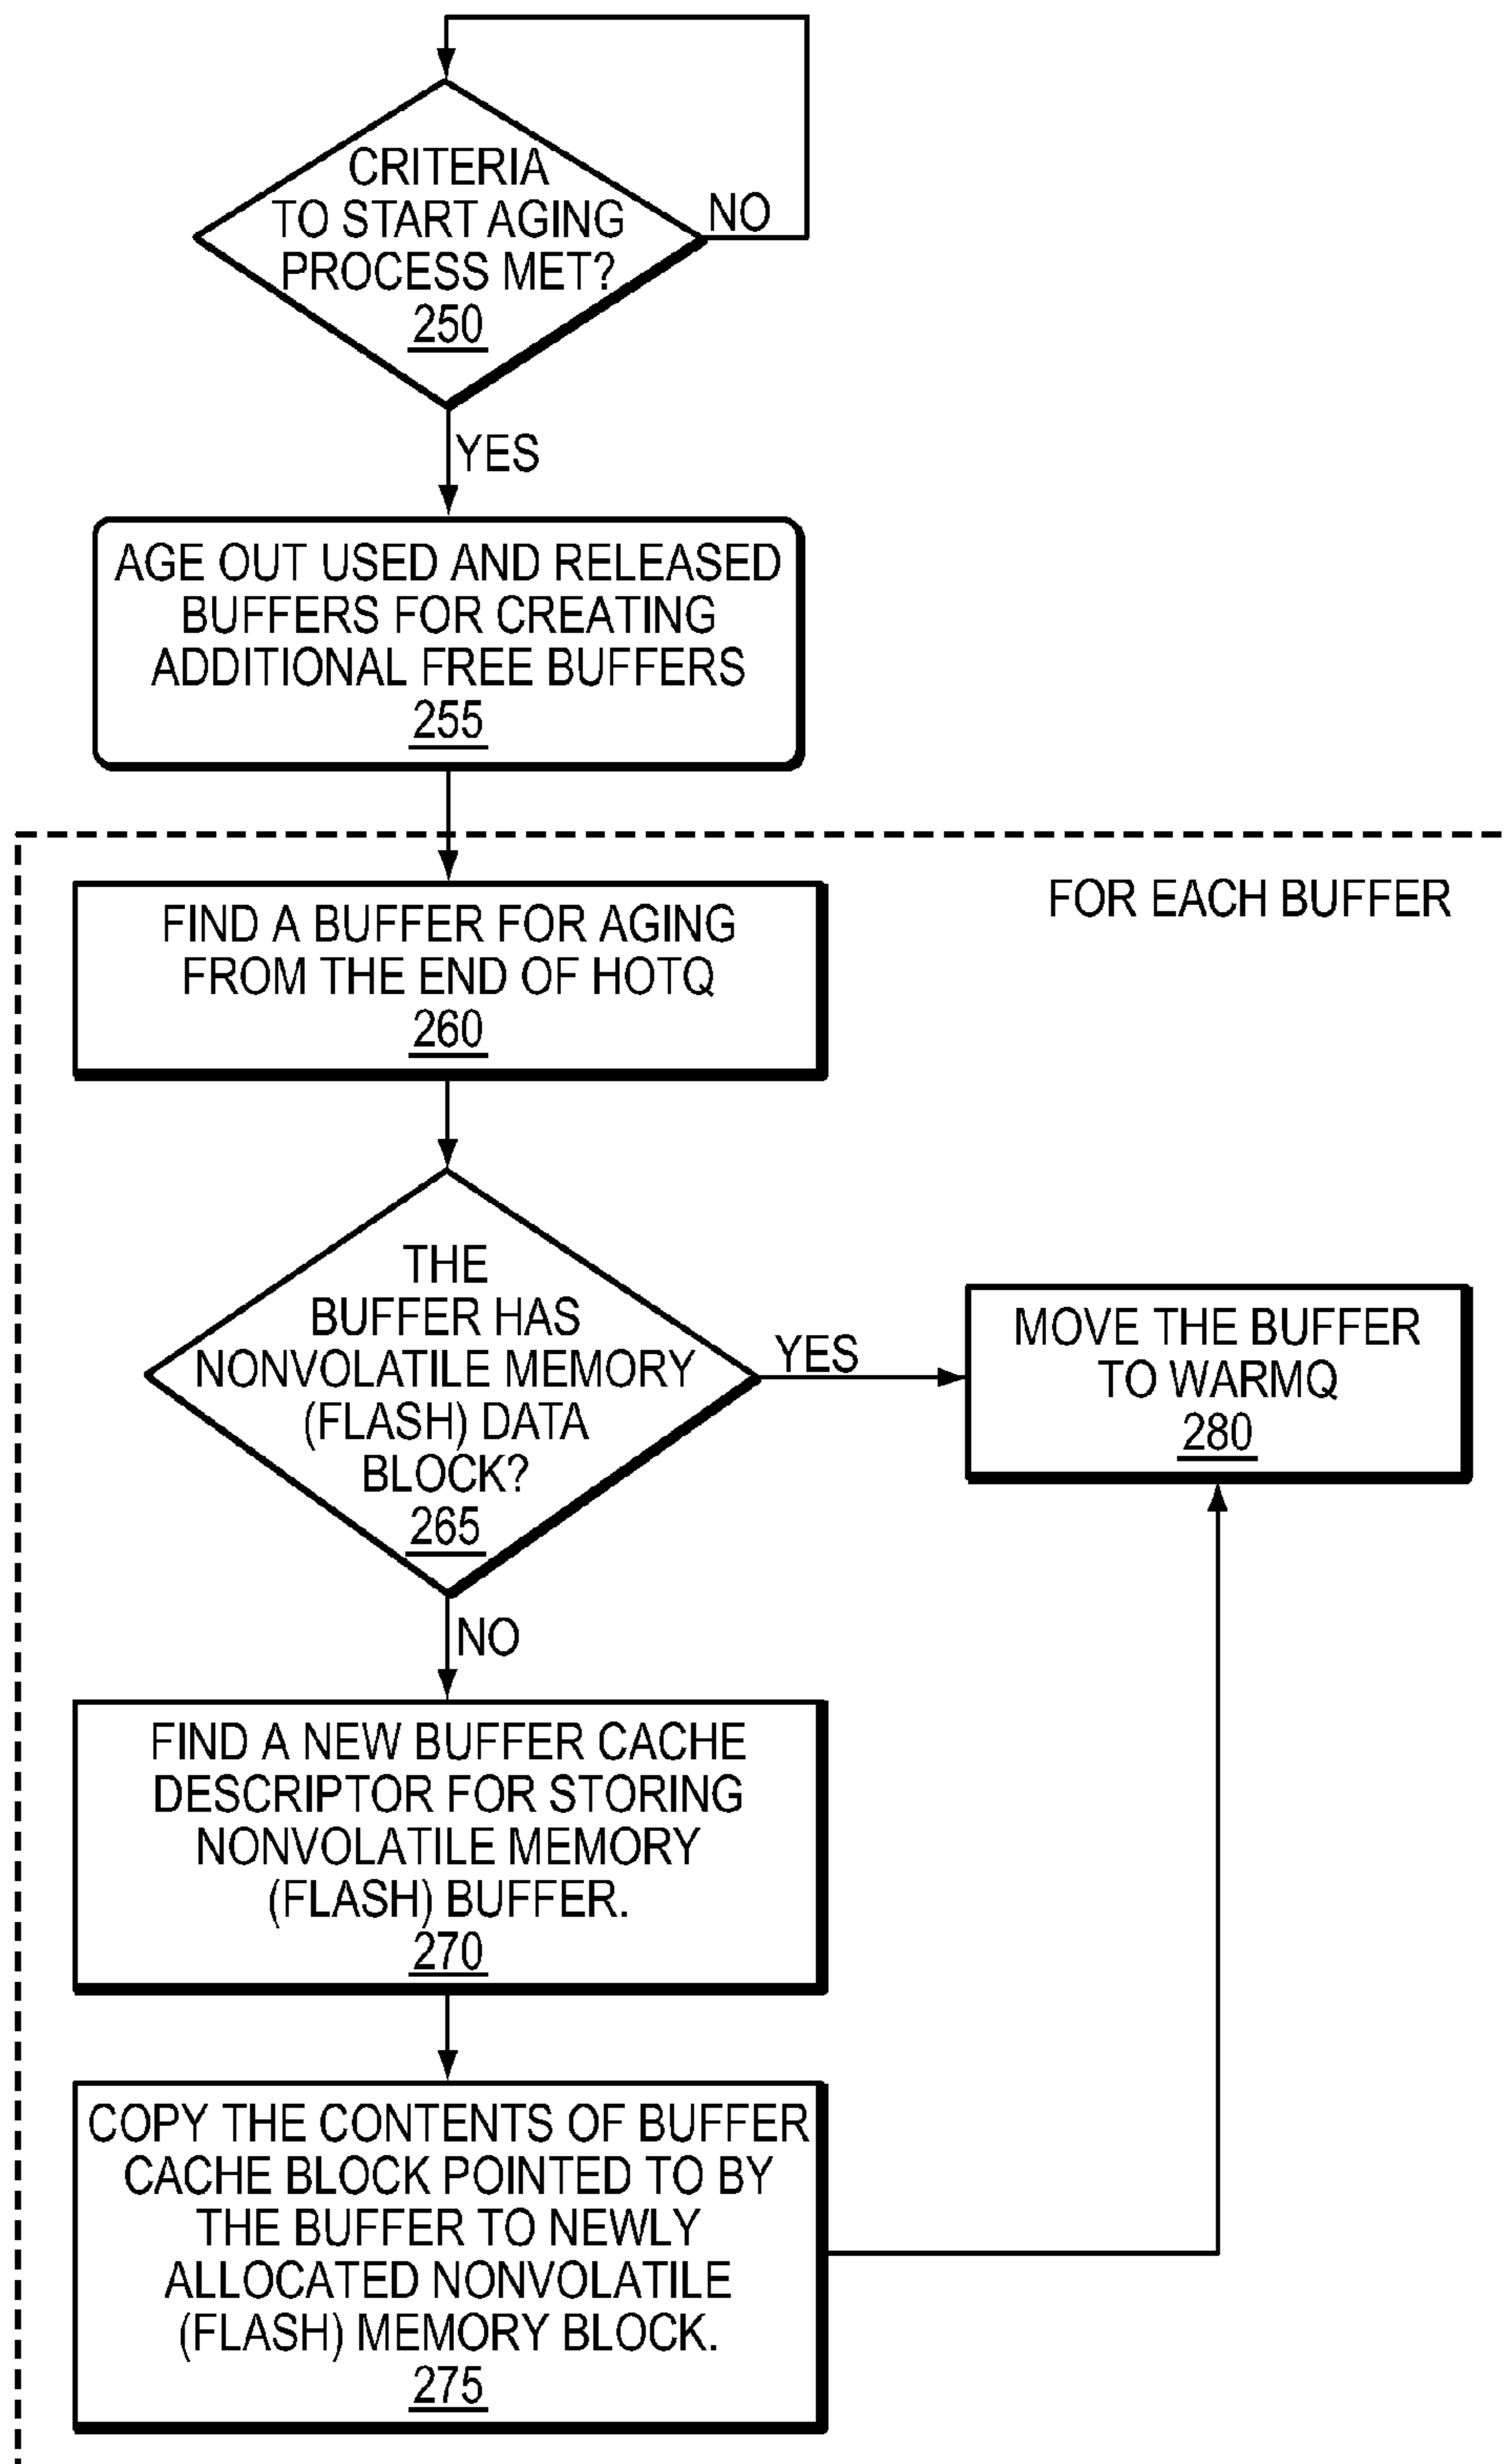 CRITERIA
TO START AGING
PROCESS MET?
250
NO
YES
AGE OUT USED AND RELEASED
BUFFERS FOR CREATING
ADDITIONAL FREE BUFFERS
255
FOR EACH BUFFER
FIND A BUFFER FOR AGING
FROM THE END OF HOTQ
260
THE
BUFFER HAS
NONVOLATILE MEMORY
(FLASH) DATA
BLOCK?
265
YES
MOVE THE BUFFER
TO WARMQ
280
NO
FIND A NEW BUFFER CACHE
DESCRIPTOR FOR STORING
NONVOLATILE MEMORY
(FLASH) BUFFER.
270
COPY THE CONTENTS OF BUFFER
CACHE BLOCK POINTED TO BY
THE BUFFER TO NEWLY
ALLOCATED NONVOLATILE
(FLASH) MEMORY BLOCK.
275